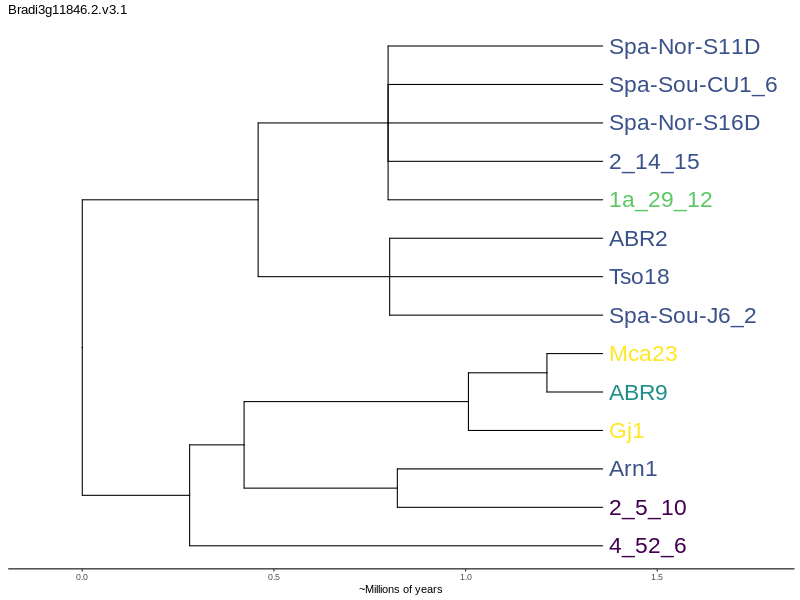 Bradi3g11846.2.v3.1
Spa-Nor-S11D
Spa-Sou-CU1_6
Spa-Nor-S16D
2_14_15
1a_29_12
ABR2
Tso18
Spa-Sou-J6_2
Mca23
ABR9
Gj1
Arn1
2_5_10
4_52_6
0.0 0.5 1.0 1.5
~Millions of years